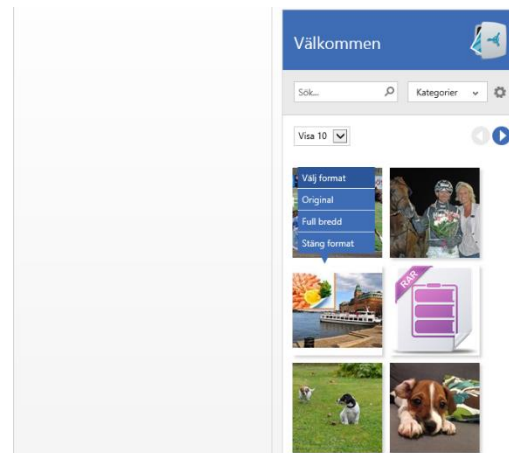 Välkommen
Sök...
Kategorier
Visa 10
Välj format
Original
Full bredd
Stäng format
RAR